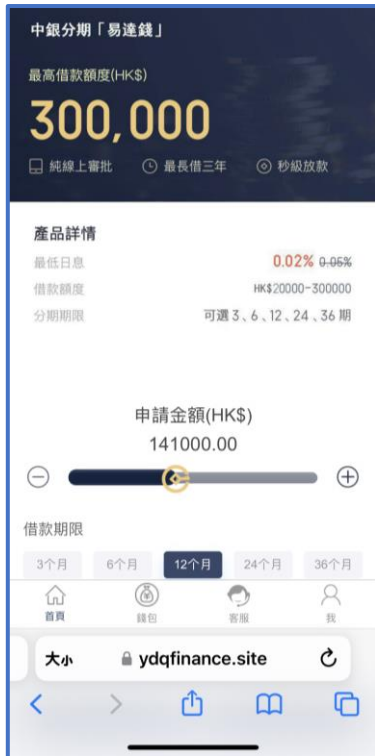 中銀分期「易達錢」
最高借款額度(HK$)
300,000
純線上審批 最長借三年 秒級放款
產品詳情
最低日息 0.02% 0.05%
借款額度 HK$20000-300000
分期期限 可選 3、6、12、24、36 期
申請金額(HK$)
141000.00
借款期限
3个月 6个月 12个月 24个月 36个月
首頁 錢包 客服 我
大小 ydqfinance.site